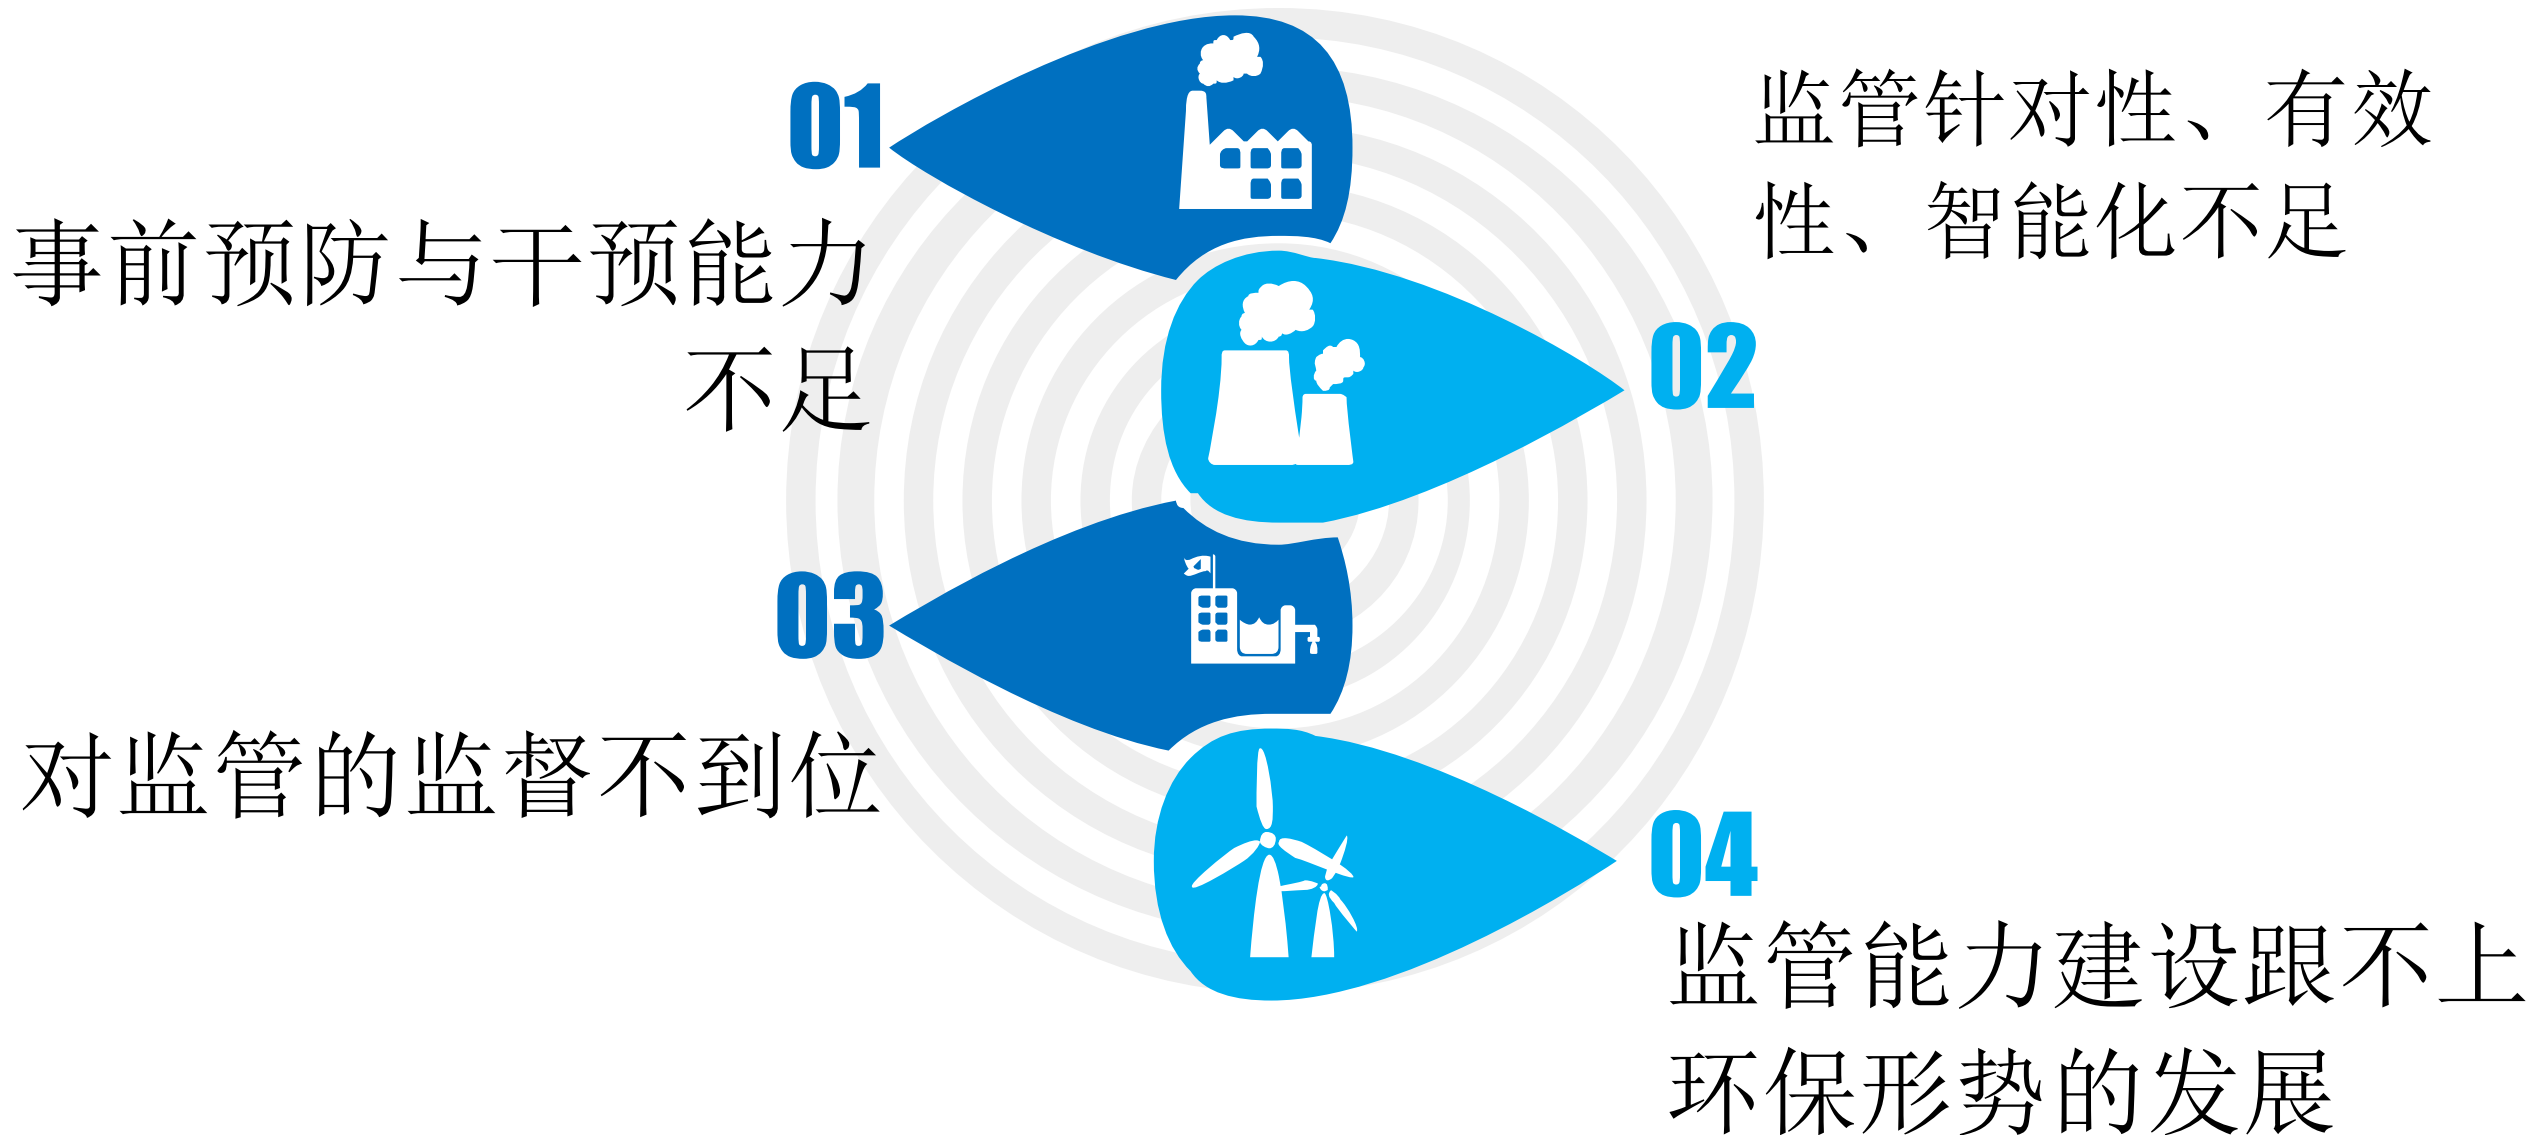 01
事前预防与干预能力
不足
监管针对性、有效
性、智能化不足
02
03
对监管的监督不到位
04
监管能力建设跟不上
环保形势的发展